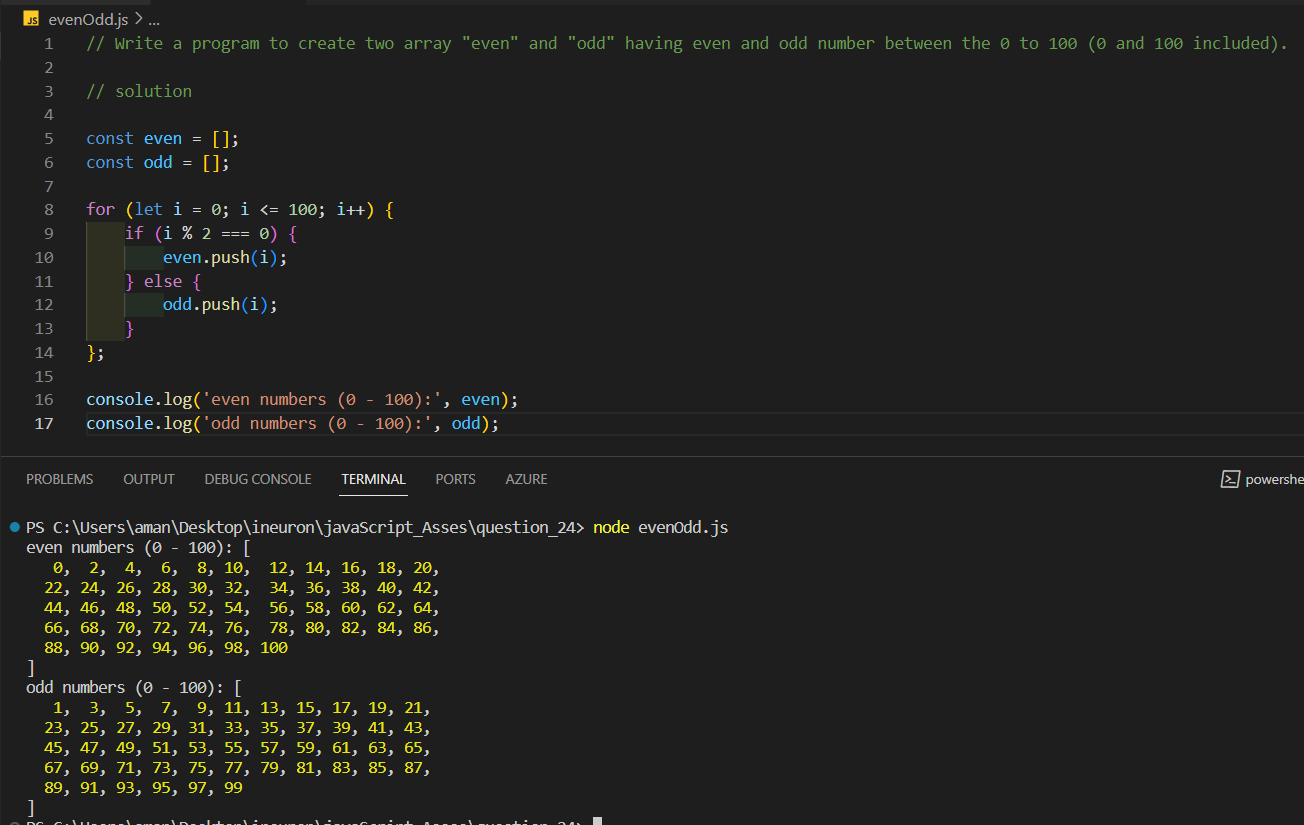 JS evenOdd.js > ...
1 // Write a program to create two array "even" and "odd" having even and odd number between the 0 to 100 (0 and 100 included).
2
3 // solution
4
5 const even = [];
6 const odd = [];
7
8 for (let i = 0; i <= 100; i++) {
9     if (i % 2 === 0) {
10         even.push(i);
11     } else {
12         odd.push(i);
13     }
14 };
15
16 console.log('even numbers (0 - 100):', even);
17 console.log('odd numbers (0 - 100):', odd);
PROBLEMS OUTPUT DEBUG CONSOLE TERMINAL PORTS AZURE powershe
PS C:\Users\aman\Desktop\ineuron\javaScript_Asses\question_24> node evenOdd.js
even numbers (0 - 100): [
   0,  2,  4,  6,  8, 10,  12, 14, 16, 18, 20,
  22, 24, 26, 28, 30, 32,  34, 36, 38, 40, 42,
  44, 46, 48, 50, 52, 54,  56, 58, 60, 62, 64,
  66, 68, 70, 72, 74, 76,  78, 80, 82, 84, 86,
  88, 90, 92, 94, 96, 98, 100
]
odd numbers (0 - 100): [
   1,  3,  5,  7,  9, 11, 13, 15, 17, 19, 21,
  23, 25, 27, 29, 31, 33, 35, 37, 39, 41, 43,
  45, 47, 49, 51, 53, 55, 57, 59, 61, 63, 65,
  67, 69, 71, 73, 75, 77, 79, 81, 83, 85, 87,
  89, 91, 93, 95, 97, 99
]
PS C:\Users\aman\Desktop\ineuron\javaScript_Asses\question_24>